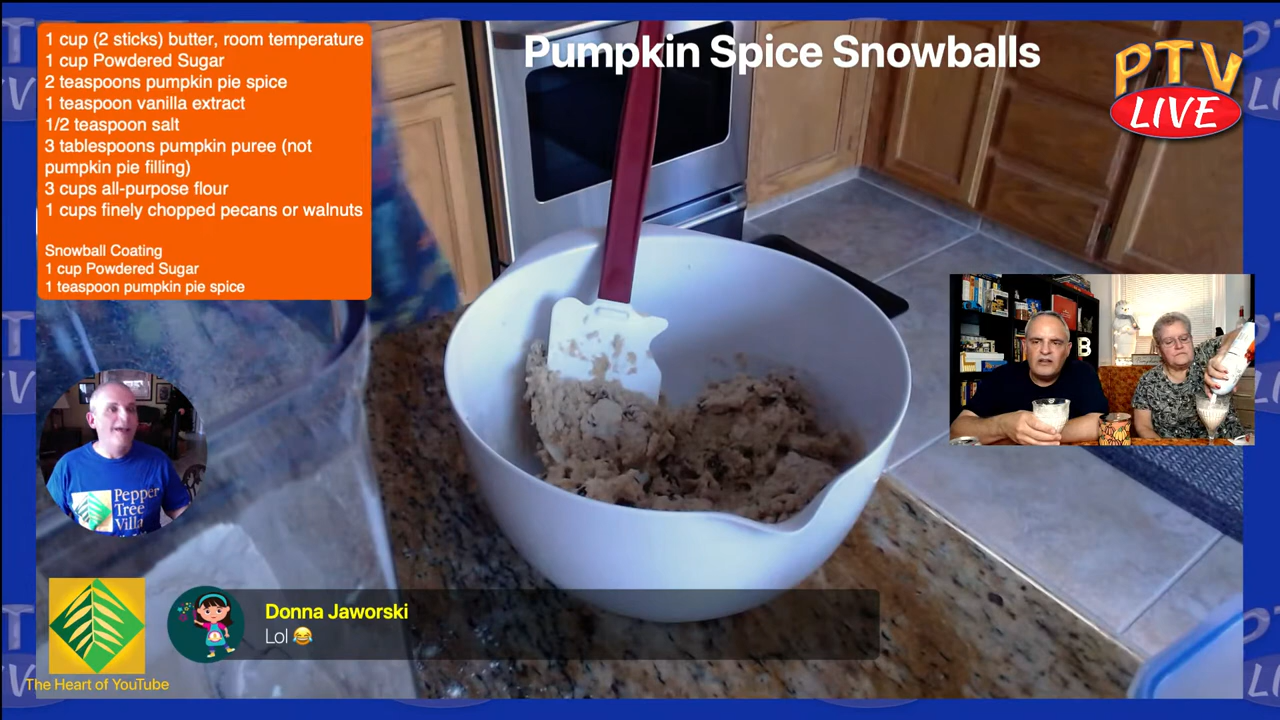 1 cup (2 sticks) butter, room temperature
1 cup Powdered Sugar
2 teaspoons pumpkin pie spice
1 teaspoon vanilla extract
1/2 teaspoon salt
3 tablespoons pumpkin puree (not
pumpkin pie filling)
3 cups all-purpose flour
1 cups finely chopped pecans or walnuts
Snowball Coating
1 cup Powdered Sugar
1 teaspoon pumpkin pie spice
Pumpkin Spice Snowballs
PTV
LIVE
B
Pepper
Tree
Villa
Donna Jaworski
Lol 😂
The Heart of YouTube